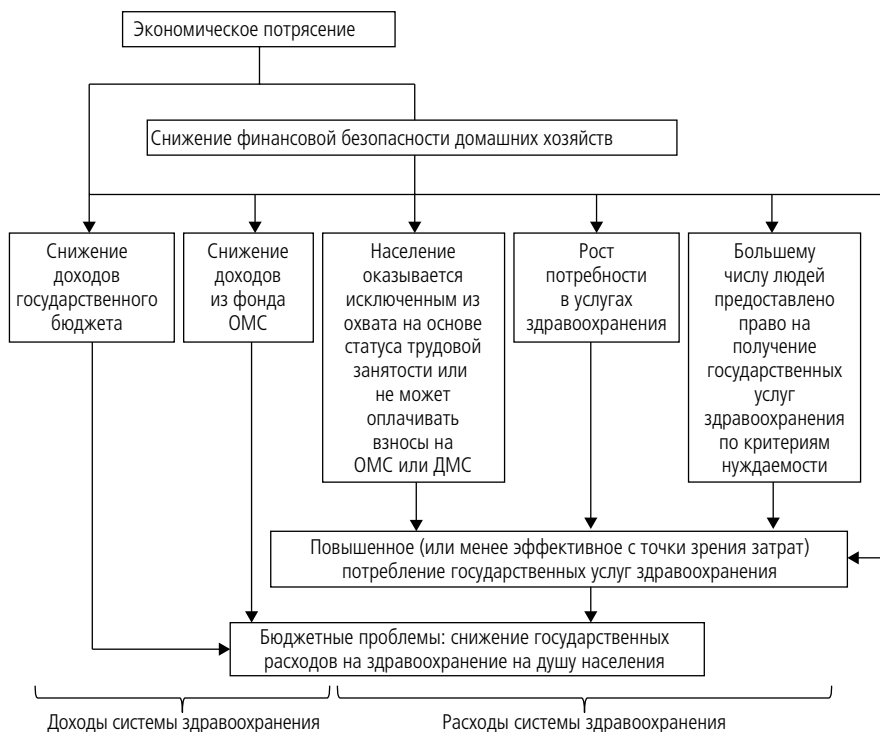 Экономическое потрясение
Снижение финансовой безопасности домашних хозяйств
Снижение
доходов
государственного
бюджета
Снижение
доходов
из фонда
ОМС
Население
оказывается
исключенным из
охвата на основе
статуса трудовой
занятости или
не может
оплачивать
взносы на
ОМС или ДМС
Рост
потребности
в услугах
здравоохранения
Большему
числу людей
предоставлено
право на
получение
государственных
услуг
здравоохранения
по критериям
нуждаемости
Повышенное (или менее эффективное с точки зрения затрат)
потребление государственных услуг здравоохранения
Бюджетные проблемы: снижение государственных
расходов на здравоохранение на душу населения
Доходы системы здравоохранения
Расходы системы здравоохранения